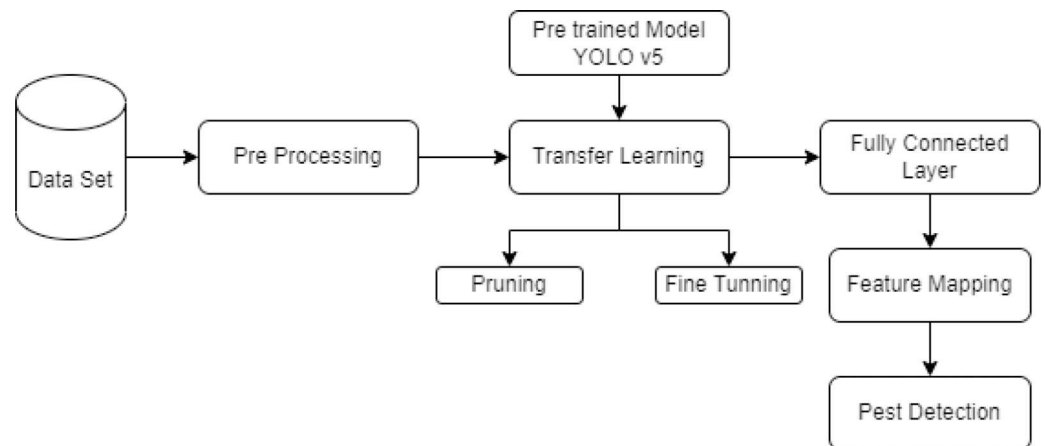 Pre trained Model
YOLO v5
Data Set
Pre Processing
Transfer Learning
Fully Connected
Layer
Pruning
Fine Tunning
Feature Mapping
Pest Detection